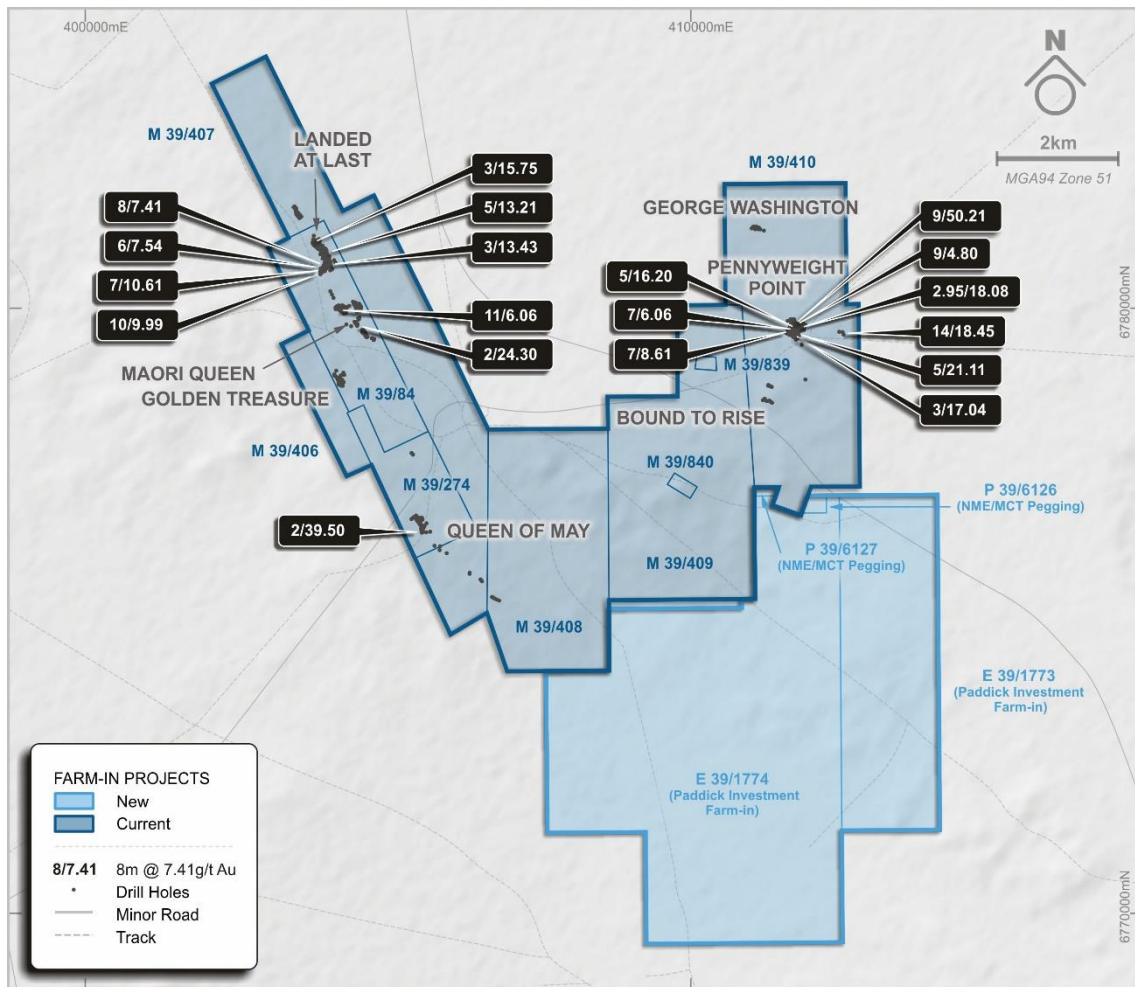 400000mE
410000mE
N
2km
MGA94 Zone 51
6780000mN
6770000mN
M 39/407
LANDED
AT LAST
3/15.75
5/13.21
3/13.43
8/7.41
6/7.54
7/10.61
10/9.99
11/6.06
2/24.30
MAORI QUEEN
GOLDEN TREASURE
M 39/84
M 39/406
M 39/274
2/39.50
QUEEN OF MAY
M 39/408
M 39/410
GEORGE WASHINGTON
PENNYWEIGHT
POINT
9/50.21
9/4.80
2.95/18.08
14/18.45
5/21.11
3/17.04
5/16.20
7/6.06
7/8.61
M 39/839
BOUND TO RISE
M 39/840
M 39/409
P 39/6126
(NME/MCT Pegging)
P 39/6127
(NME/MCT Pegging)
E 39/1773
(Paddick Investment
Farm-in)
E 39/1774
(Paddick Investment
Farm-in)
FARM-IN PROJECTS
New
Current
8/7.41 8m @ 7.41g/t Au
Drill Holes
Minor Road
Track